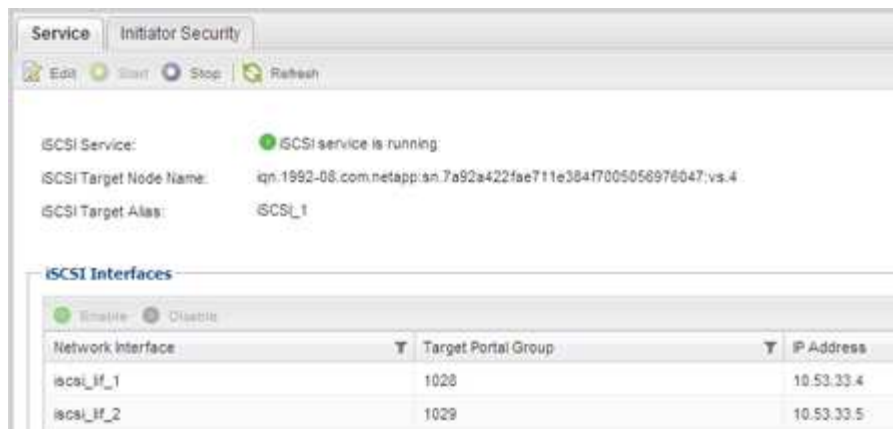 Service Initiator Security
Edit Start Stop Refresh
iSCSI Service: iSCSI service is running
iSCSI Target Node Name: iqn.1992-08.com.netapp:sn.7a92a422fae711e384f7005056976047:vs.4
iSCSI Target Alias: iSCSI_1
iSCSI Interfaces
Enable Disable
Network Interface Target Portal Group IP Address
iscsi_lif_1 1028 10.53.33.4
iscsi_lif_2 1029 10.53.33.5